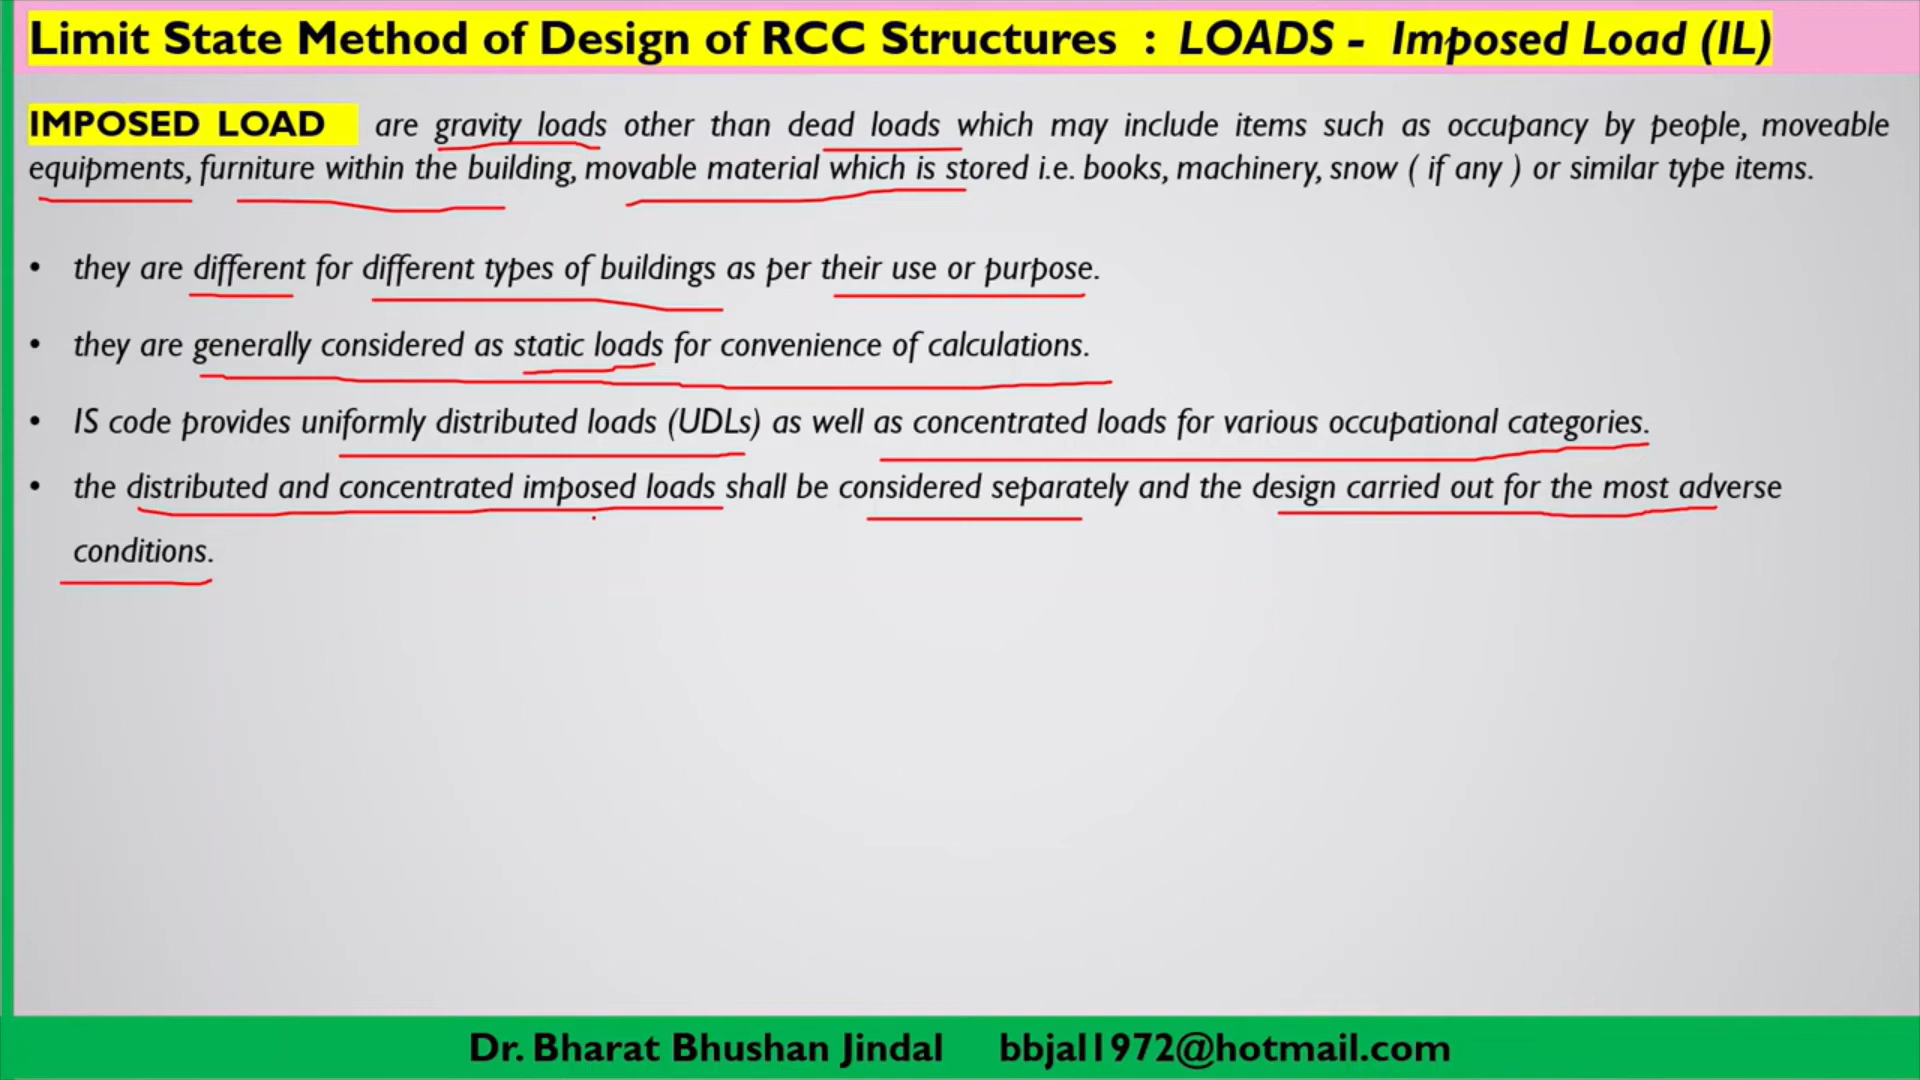 Limit State Method of Design of RCC Structures : LOADS - Imposed Load (IL)
IMPOSED LOAD are gravity loads other than dead loads which may include items such as occupancy by people, moveable
equipments, furniture within the building, movable material which is stored i.e. books, machinery, snow ( if any ) or similar type items.
• they are different for different types of buildings as per their use or purpose.
• they are generally considered as static loads for convenience of calculations.
• IS code provides uniformly distributed loads (UDLs) as well as concentrated loads for various occupational categories.
• the distributed and concentrated imposed loads shall be considered separately and the design carried out for the most adverse
conditions.
Dr. Bharat Bhushan Jindal bbjal1972@hotmail.com